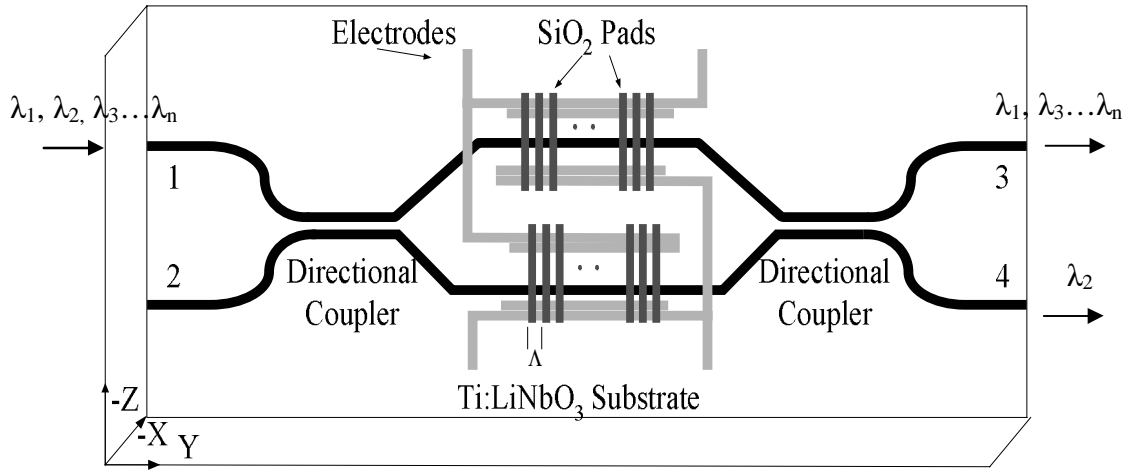 Electrodes
SiO₂ Pads
λ₁, λ₂, λ₃…λₙ
λ₁, λ₃…λₙ
1
3
2
Directional
Coupler
Directional
Coupler
4
λ₂
Λ
Ti:LiNbO₃ Substrate
-Z
-X
Y